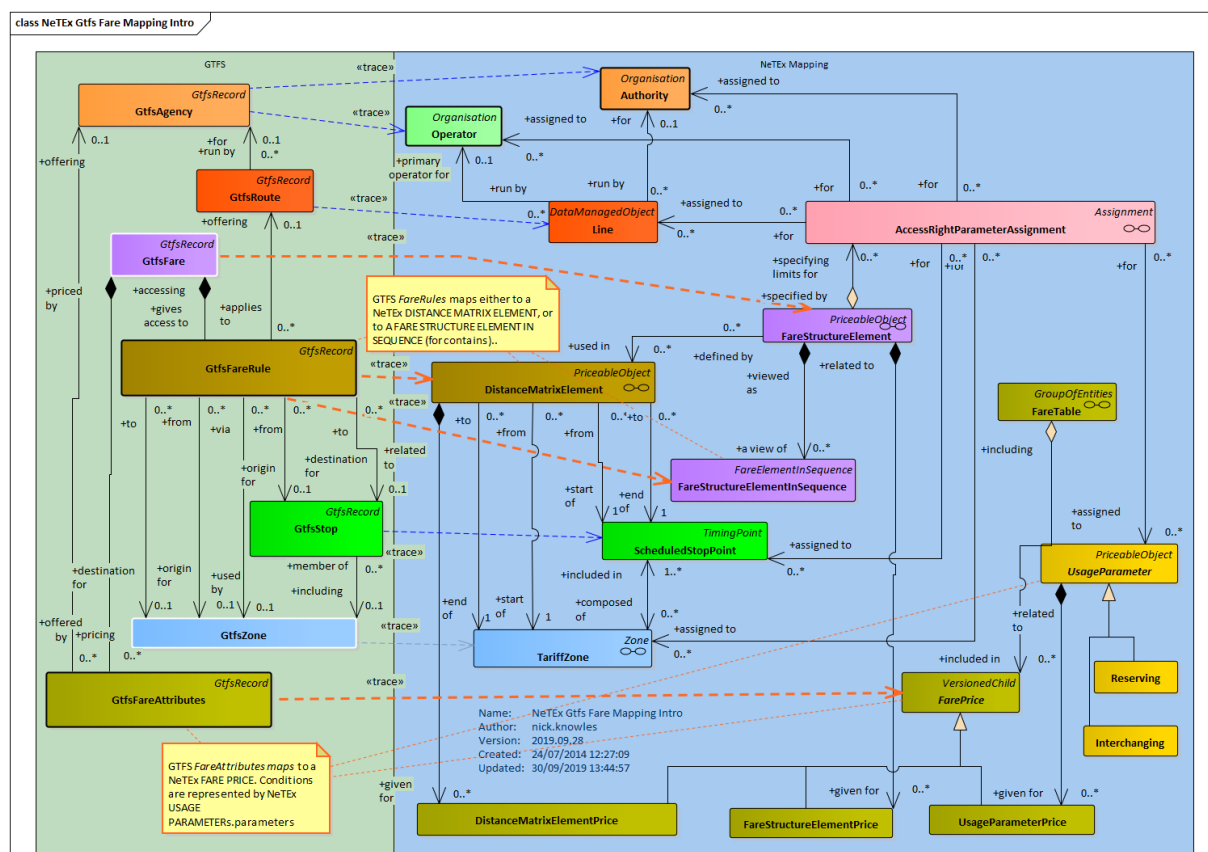 class NeTEx Gtfs Fare Mapping Intro
GTFS
NeTEx Mapping
GtfsRecord
GtfsAgency
«trace»
«trace»
Organisation
Authority
+assigned to
0..*
Organisation
Operator
+assigned to
0..*
+for
0..1
0..1
+offering
+for
+run by
0..1
0..*
+primary
operator for
0..1
+run by
+run by
0..*
+for
0..*
+for
0..*
GtfsRecord
GtfsRoute
+offering
0..1
«trace»
0..*
DataManagedObject
Line
+assigned to
0..*
0..*
+for
Assignment
AccessRightParameterAssignment
GtfsRecord
GtfsFare
«trace»
+specifying
limits for
0..*
0..*
+for
0..*
+for
0..*
+for
+priced
by
+accessing
+gives
access to
+applies
to
0..*
GTFS FareRules maps either to a
NeTEx DISTANCE MATRIX ELEMENT, or
to A FARE STRUCTURE ELEMENT IN
SEQUENCE (for contains)..
+specified by
PriceableObject
FareStructureElement
+used in
0..*
+defined by
+viewed
as
+related to
GtfsRecord
GtfsFareRule
«trace»
«trace»
PriceableObject
DistanceMatrixElement
GroupOfEntities
FareTable
+including
0..*
0..*
0..*
0..*
0..*
+to
+from
+via
+from
+to
+to
0..*
0..*
+from
0..*
+to
0..*
+a view of
0..*
+origin
for
+destination
for
+related
to
0..1
0..1
FareElementInSequence
FareStructureElementInSequence
+start
of
+end
of
1
1
GtfsRecord
GtfsStop
«trace»
TimingPoint
ScheduledStopPoint
+assigned to
0..*
+assigned
to
0..*
PriceableObject
UsageParameter
+destination
for
+origin
for
+used
by
+member of
0..*
+including
0..1
0..1
0..1
0..1
+included in
1..*
+composed
of
0..*
+end
of
+start
of
1
1
+offered
by
+pricing
0..*
0..*
GtfsZone
«trace»
Zone
TariffZone
+assigned to
0..*
+related
to
+included in
0..*
0..*
Reserving
GtfsRecord
GtfsFareAttributes
«trace»
VersionedChild
FarePrice
Interchanging
Name: NeTEx Gtfs Fare Mapping Intro
Author: nick.knowles
Version: 2019.09.28
Created: 24/07/2014 12:27:09
Updated: 30/09/2019 13:44:57
GTFS FareAttributes maps to a
NeTEx FARE PRICE. Conditions
are represented by NeTEx
USAGE
PARAMETERs.parameters
+given
for
0..*
+given for
0..*
+given for
0..*
DistanceMatrixElementPrice
FareStructureElementPrice
UsageParameterPrice